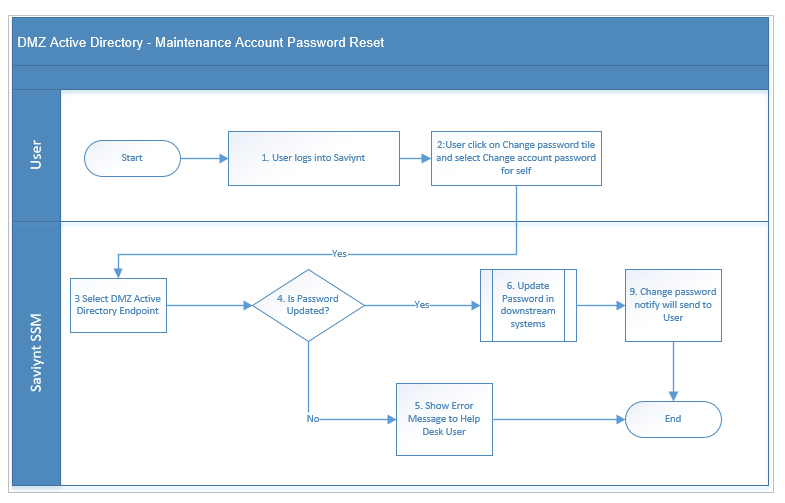 DMZ Active Directory - Maintenance Account Password Reset
User
Start
1. User logs into Saviynt
2:User click on Change password tile
and select Change account password
for self
Yes
Saviynt SSM
3 Select DMZ Active
Directory Endpoint
4. Is Password
Updated?
Yes
6. Update
Password in
downstream
systems
9. Change password
notify will send to
User
No
5. Show Error
Message to Help
Desk User
End